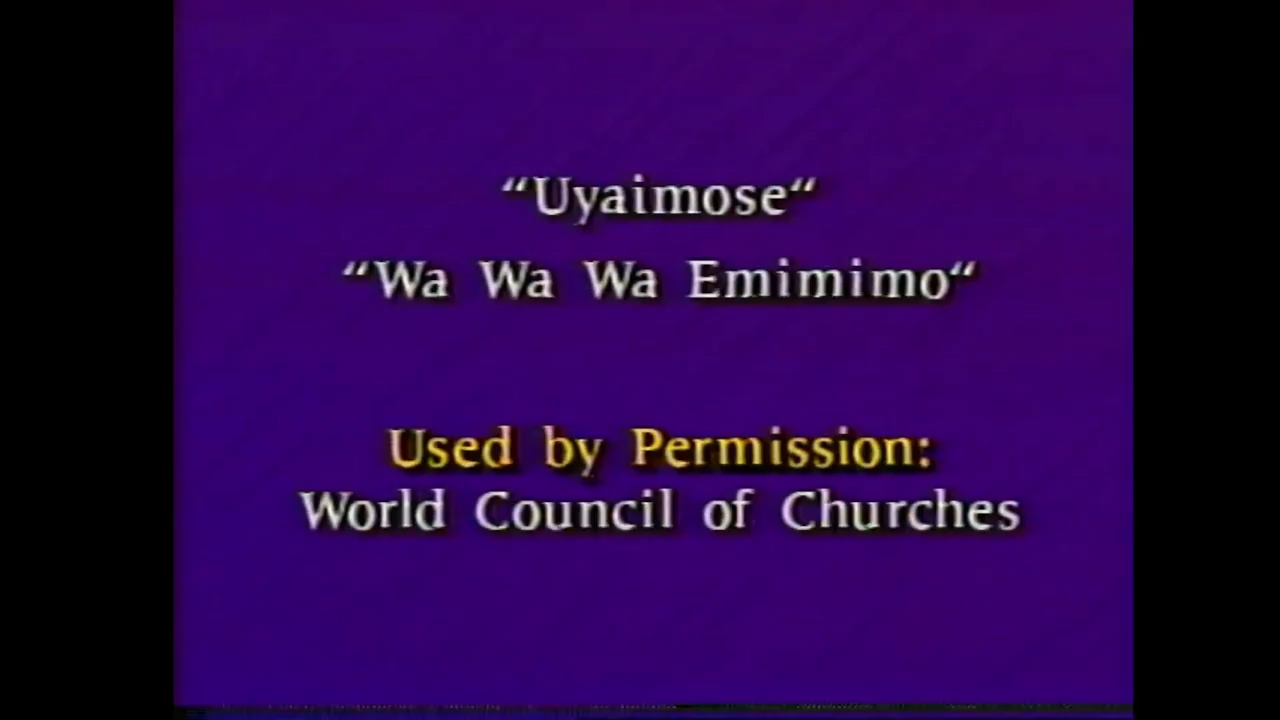 “Uyaimose“
“Wa Wa Wa Emimimo“
Used by Permission:
World Council of Churches